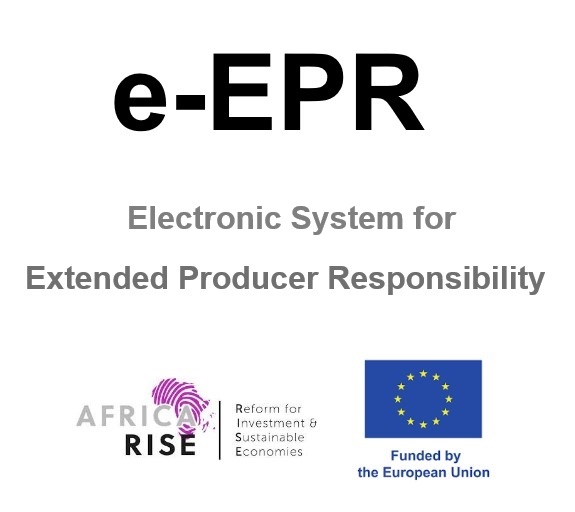 e-EPR
Electronic System for
Extended Producer Responsibility
AFRICA
RISE
Reform for
Investment &
Sustainable
Economies
Funded by
the European Union